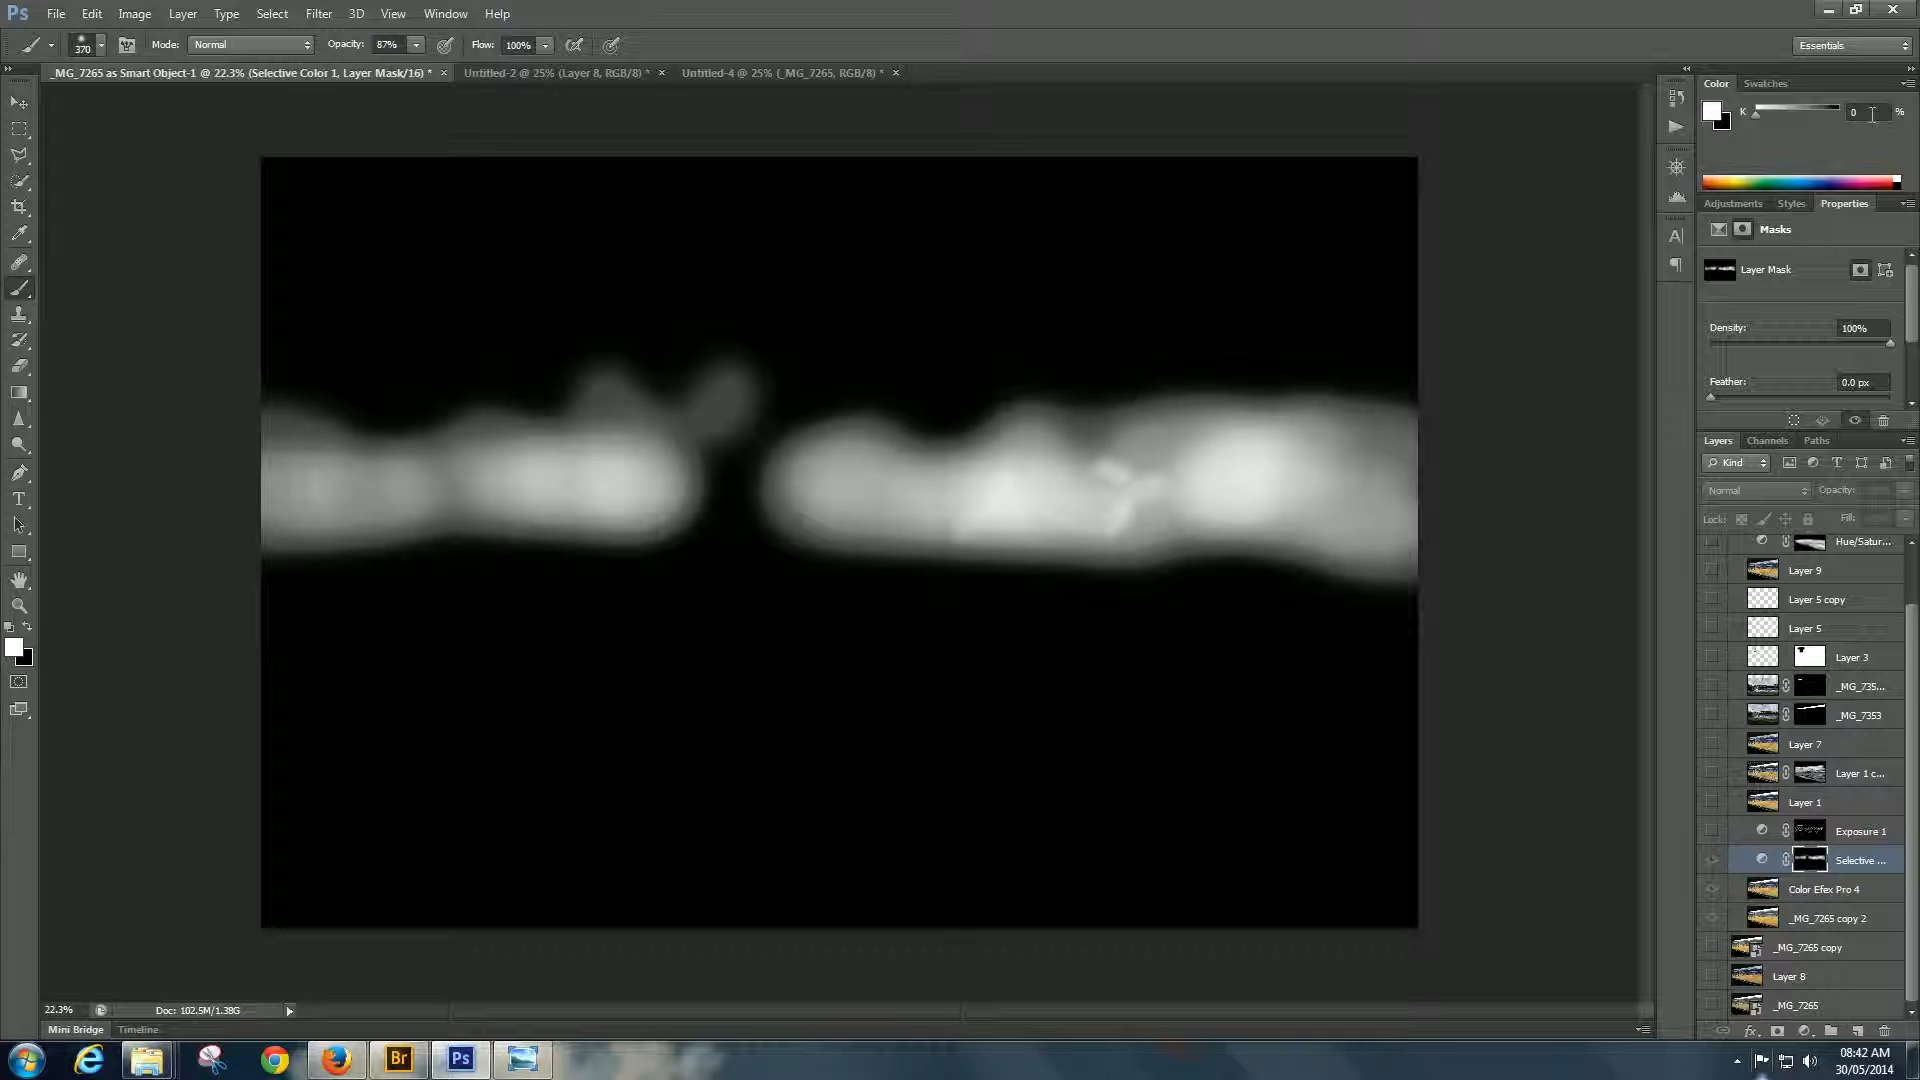 Ps File Edit Image Layer Type Select Filter 3D View Window Help
370 Mode: Normal Opacity: 87% Flow: 100% Essentials
_MG_7265 as Smart Object-1 @ 22.3% (Selective Color 1, Layer Mask/16) * × Untitled-2 @ 25% (Layer 8, RGB/8) * × Untitled-4 @ 25% (_MG_7265, RGB/8) * ×
Color Swatches
K 0 %
Adjustments Styles Properties
Masks
Layer Mask
Density: 100%
Feather: 0.0 px
Layers Channels Paths
Kind
Normal Opacity:
Lock: Fill:
Hue/Satur...
Layer 9
Layer 5 copy
Layer 5
Layer 3
_MG_735...
_MG_7353
Layer 7
Layer 1 c...
Layer 1
Exposure 1
Selective ...
Color Efex Pro 4
_MG_7265 copy 2
_MG_7265 copy
Layer 8
_MG_7265
22.3% Doc: 102.5M/1.38G
Mini Bridge Timeline
fx
Br Ps
08:42 AM
30/05/2014